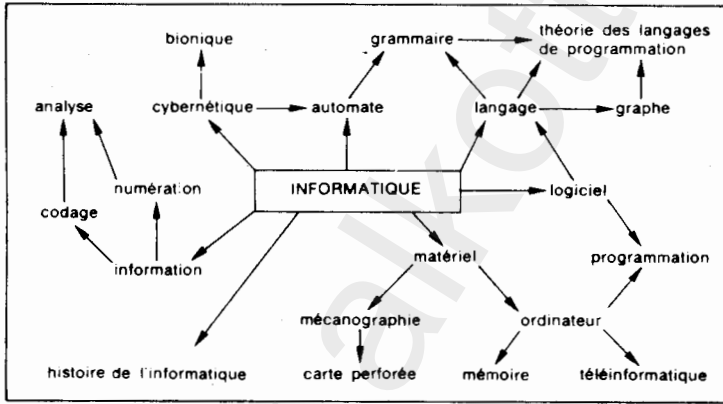 bionique
grammaire
théorie des langages
de programmation
analyse
cybernétique
automate
langage
graphe
numération
INFORMATIQUE
logiciel
codage
information
matériel
programmation
mécanographie
ordinateur
histoire de l'informatique
carte perforée
mémoire
téléinformatique